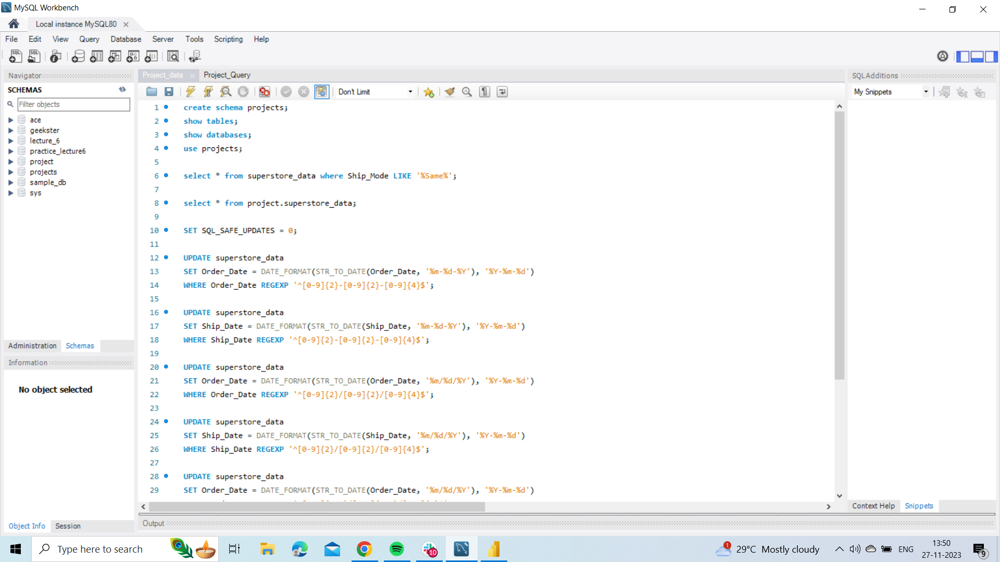 MySQL Workbench
Local instance MySQL80
File Edit View Query Database Server Tools Scripting Help
Navigator
SCHEMAS
Filter objects
ace
geekster
lecture_6
practice_lecture6
project
projects
sample_db
sys
Administration Schemas
Information
No object selected
Object Info Session
Project_data Project_Query
Don't Limit
1 create schema projects;
2 show tables;
3 show databases;
4 use projects;
5
6 select * from superstore_data where Ship_Mode LIKE '%Same%';
7
8 select * from project.superstore_data;
9
10 SET SQL_SAFE_UPDATES = 0;
11
12 UPDATE superstore_data
13 SET Order_Date = DATE_FORMAT(STR_TO_DATE(Order_Date, '%m-%d-%Y'), '%Y-%m-%d')
14 WHERE Order_Date REGEXP '^[0-9]{2}-[0-9]{2}-[0-9]{4}$';
15
16 UPDATE superstore_data
17 SET Ship_Date = DATE_FORMAT(STR_TO_DATE(Ship_Date, '%m-%d-%Y'), '%Y-%m-%d')
18 WHERE Ship_Date REGEXP '^[0-9]{2}-[0-9]{2}-[0-9]{4}$';
19
20 UPDATE superstore_data
21 SET Order_Date = DATE_FORMAT(STR_TO_DATE(Order_Date, '%m/%d/%Y'), '%Y-%m-%d')
22 WHERE Order_Date REGEXP '^[0-9]{2}/[0-9]{2}/[0-9]{4}$';
23
24 UPDATE superstore_data
25 SET Ship_Date = DATE_FORMAT(STR_TO_DATE(Ship_Date, '%m/%d/%Y'), '%Y-%m-%d')
26 WHERE Ship_Date REGEXP '^[0-9]{2}/[0-9]{2}/[0-9]{4}$';
27
28 UPDATE superstore_data
29 SET Order_Date = DATE_FORMAT(STR_TO_DATE(Order_Date, '%m/%d/%Y'), '%Y-%m-%d')
Output
SQLAdditions
My Snippets
Context Help Snippets
Type here to search
10
1
29°C Mostly cloudy
ENG
13:50
27-11-2023
9